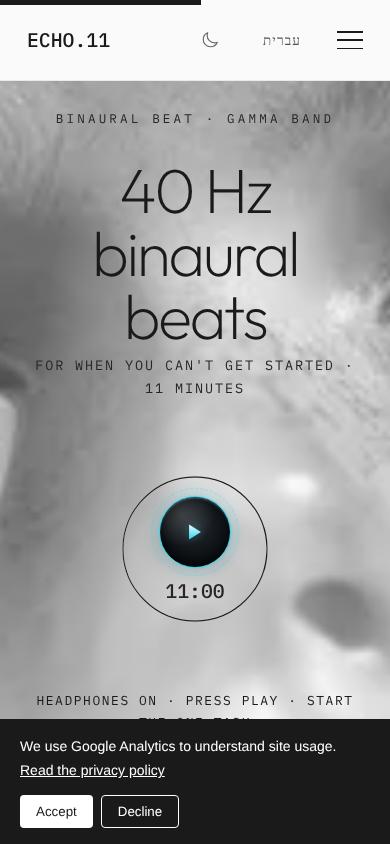 ECHO.11
עברית
BINAURAL BEAT · GAMMA BAND
40 Hz
binaural
beats
FOR WHEN YOU CAN'T GET STARTED ·
11 MINUTES
11:00
HEADPHONES ON · PRESS PLAY · START
We use Google Analytics to understand site usage.
Read the privacy policy
Accept
Decline